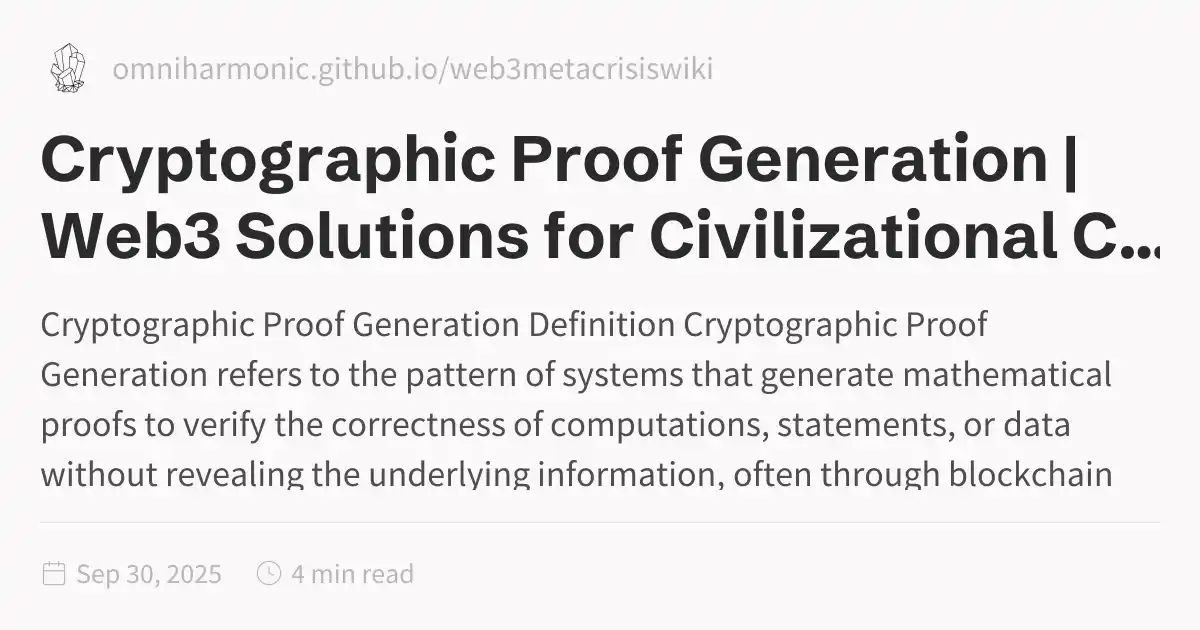 omniharmonic.github.io/web3metacrisiswiki
Cryptographic Proof Generation |
Web3 Solutions for Civilizational C...
Cryptographic Proof Generation Definition Cryptographic Proof
Generation refers to the pattern of systems that generate mathematical
proofs to verify the correctness of computations, statements, or data
without revealing the underlying information, often through blockchain
Sep 30, 2025 4 min read